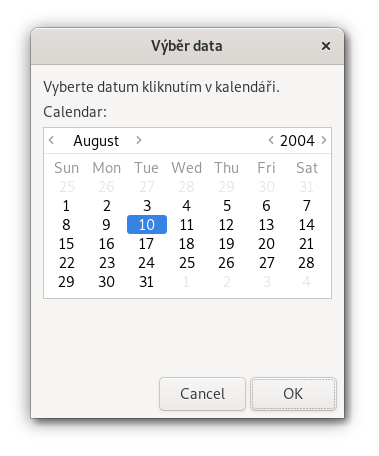 Výběr data ×
Vyberte datum kliknutím v kalendáři.
Calendar:
August 2004
Sun Mon Tue Wed Thu Fri Sat
25 26 27 28 29 30 31
1 2 3 4 5 6 7
8 9 10 11 12 13 14
15 16 17 18 19 20 21
22 23 24 25 26 27 28
29 30 31 1 2 3 4
Cancel OK